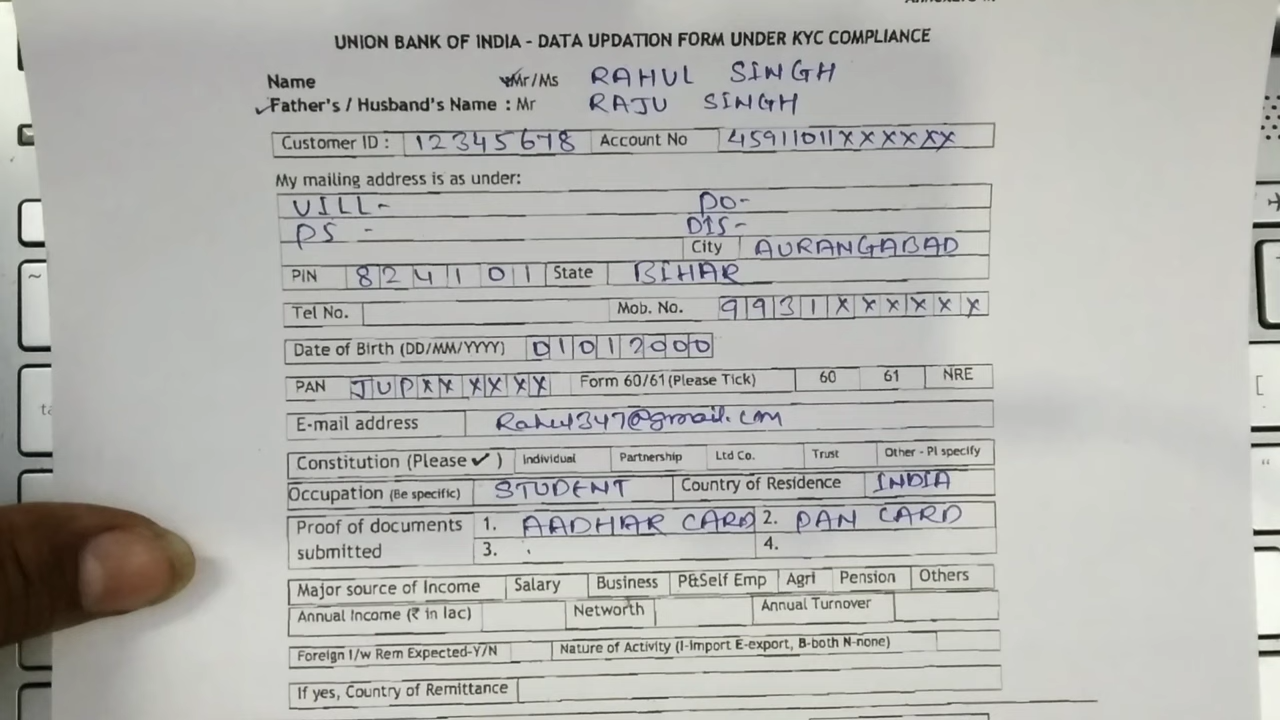 UNION BANK OF INDIA - DATA UPDATION FORM UNDER KYC COMPLIANCE
Name Mr/Ms RAHUL SINGH
Father's / Husband's Name : Mr RAJU SINGH
Customer ID : 12345678 Account No 45911011xxxxxx
My mailing address is as under:
VILL- PO-
PS - DIS-
City AURANGABAD
PIN 824101 State BIHAR
Tel No. Mob. No. 9931xxxxxx
Date of Birth (DD/MM/YYYY) 01012000
PAN JUPxxxxxx Form 60/61 (Please Tick) 60 61 NRE
E-mail address Rahul347@gmail.com
Constitution (Please ✔ ) Individual Partnership Ltd Co. Trust Other - Pl specify
Occupation (Be specific) STUDENT Country of Residence INDIA
Proof of documents submitted 1. AADHAR CARD 2. PAN CARD
3. 4.
Major source of Income Salary Business P&Self Emp Agri Pension Others
Annual Income (₹ in lac) Networth Annual Turnover
Foreign I/w Rem Expected-Y/N Nature of Activity (I-Import E-export, B-both N-none)
If yes, Country of Remittance